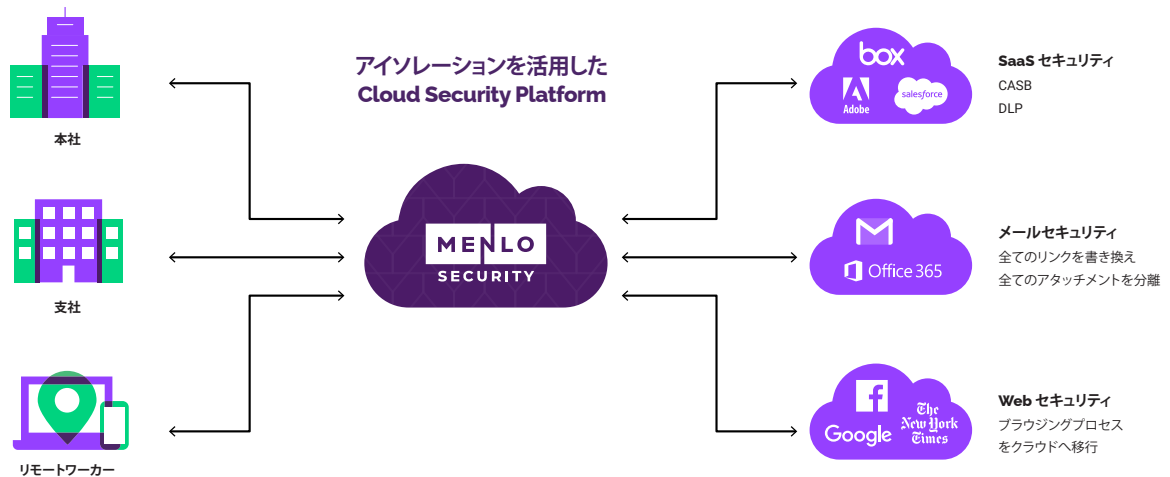 アイソレーションを活用した
Cloud Security Platform
本社
支社
リモートワーカー
MENLO
SECURITY
box
Adobe
salesforce
SaaS セキュリティ
CASB
DLP
Office 365
メールセキュリティ
全てのリンクを書き換え
全てのアタッチメントを分離
Google
The
New York
Times
Web セキュリティ
ブラウジングプロセス
をクラウドへ移行